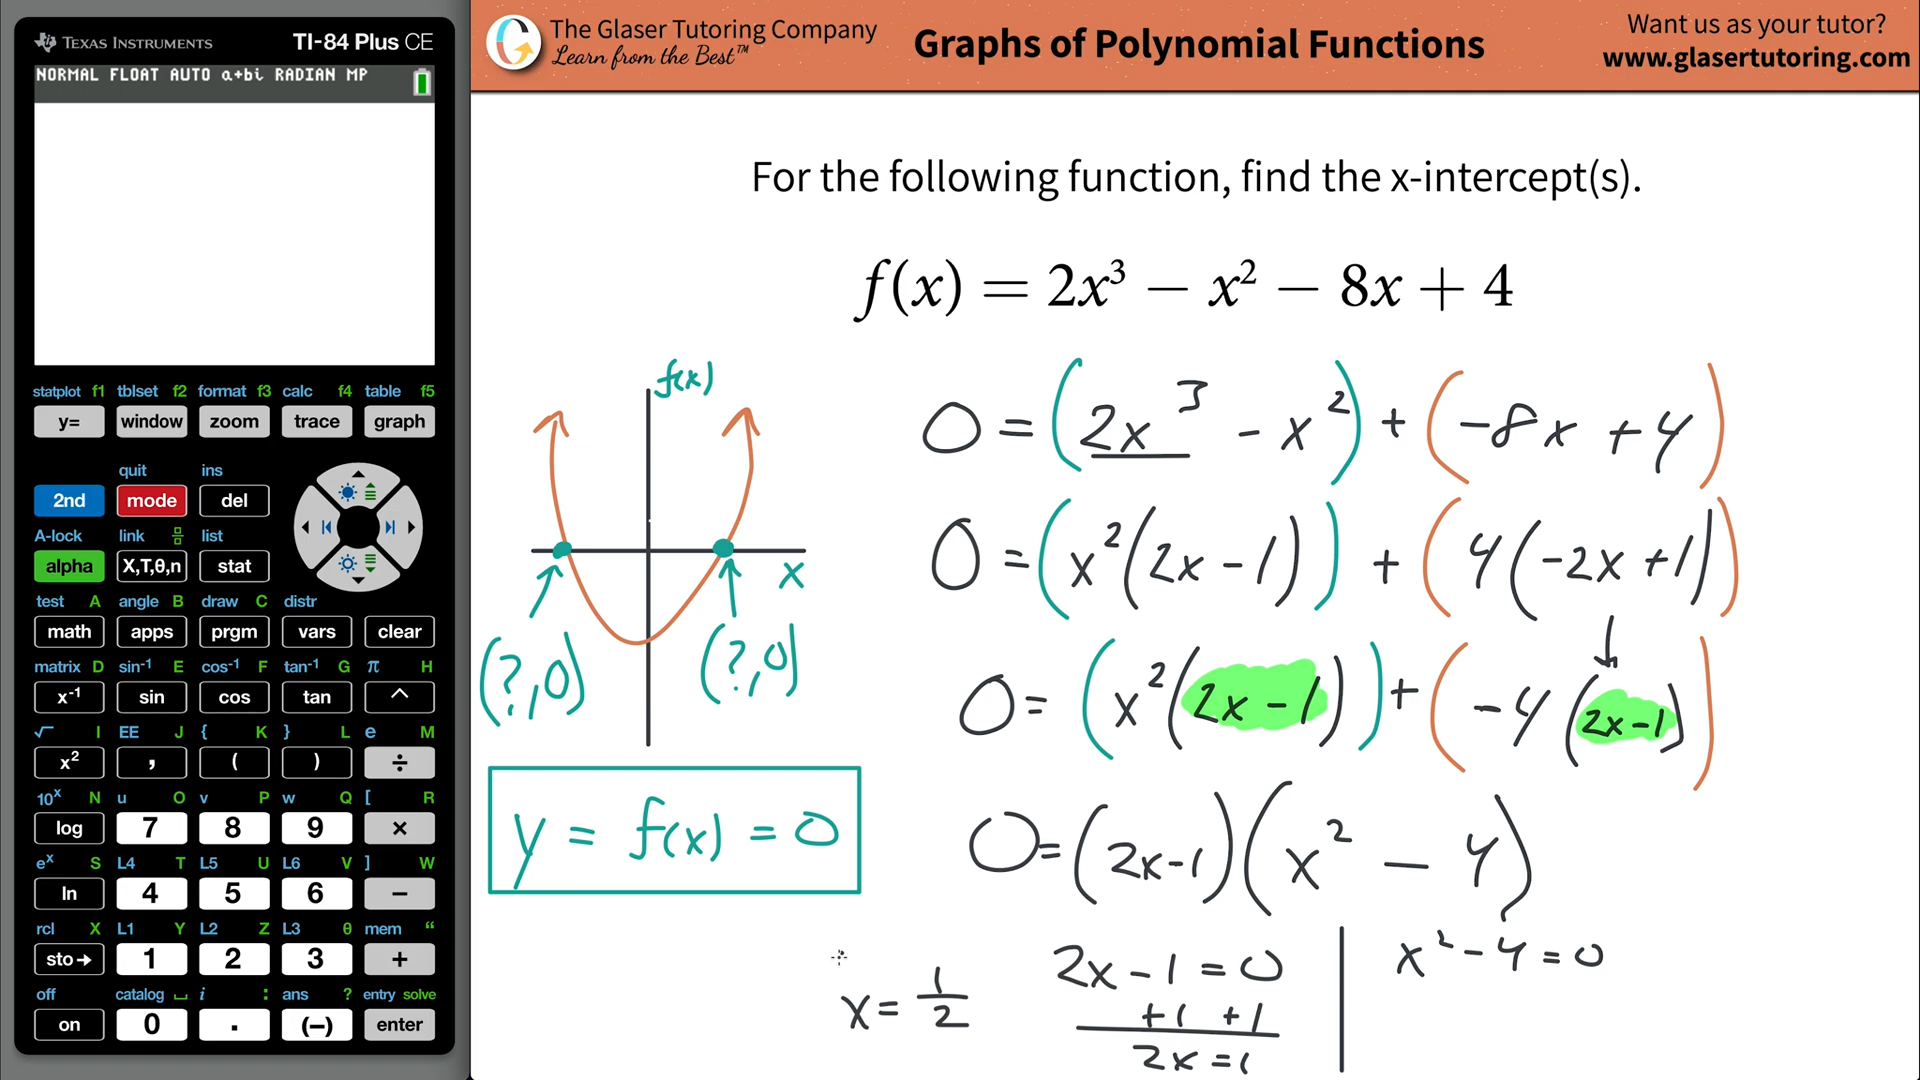 TEXAS INSTRUMENTS TI-84 Plus CE
NORMAL FLOAT AUTO a+bi RADIAN MP
statplot f1 tblset f2 format f3 calc f4 table f5
y= window zoom trace graph
quit ins
2nd mode del
A-lock link list
alpha X,T,θ,n stat
test A angle B draw C distr
math apps prgm vars clear
matrix D sin⁻¹ E cos⁻¹ F tan⁻¹ G π H
x⁻¹ sin cos tan ^
√ I EE J { K } L e M
x² , ( ) ÷
10ˣ N u O v P w Q [ R
log 7 8 9 ×
eˣ S L4 T L5 U L6 V ] W
ln 4 5 6 −
rcl X L1 Y L2 Z L3 θ mem "
sto→ 1 2 3 +
off catalog ␣ i : ans ? entry solve
on 0 . (−) enter
The Glaser Tutoring Company
Learn from the Best™
Graphs of Polynomial Functions
Want us as your tutor?
www.glasertutoring.com
For the following function, find the x-intercept(s).
f(x) = 2x³ − x² − 8x + 4
f(x)
x
(?,0) (?,0)
y = f(x) = 0
0 = (2x³ - x²) + (-8x + 4)
0 = (x²(2x - 1)) + (4(-2x + 1))
0 = (x²(2x - 1)) + (-4(2x - 1))
0 = (2x-1)(x² - 4)
2x - 1 = 0
+1 +1
2x = 1
x = 1/2
x² - 4 = 0